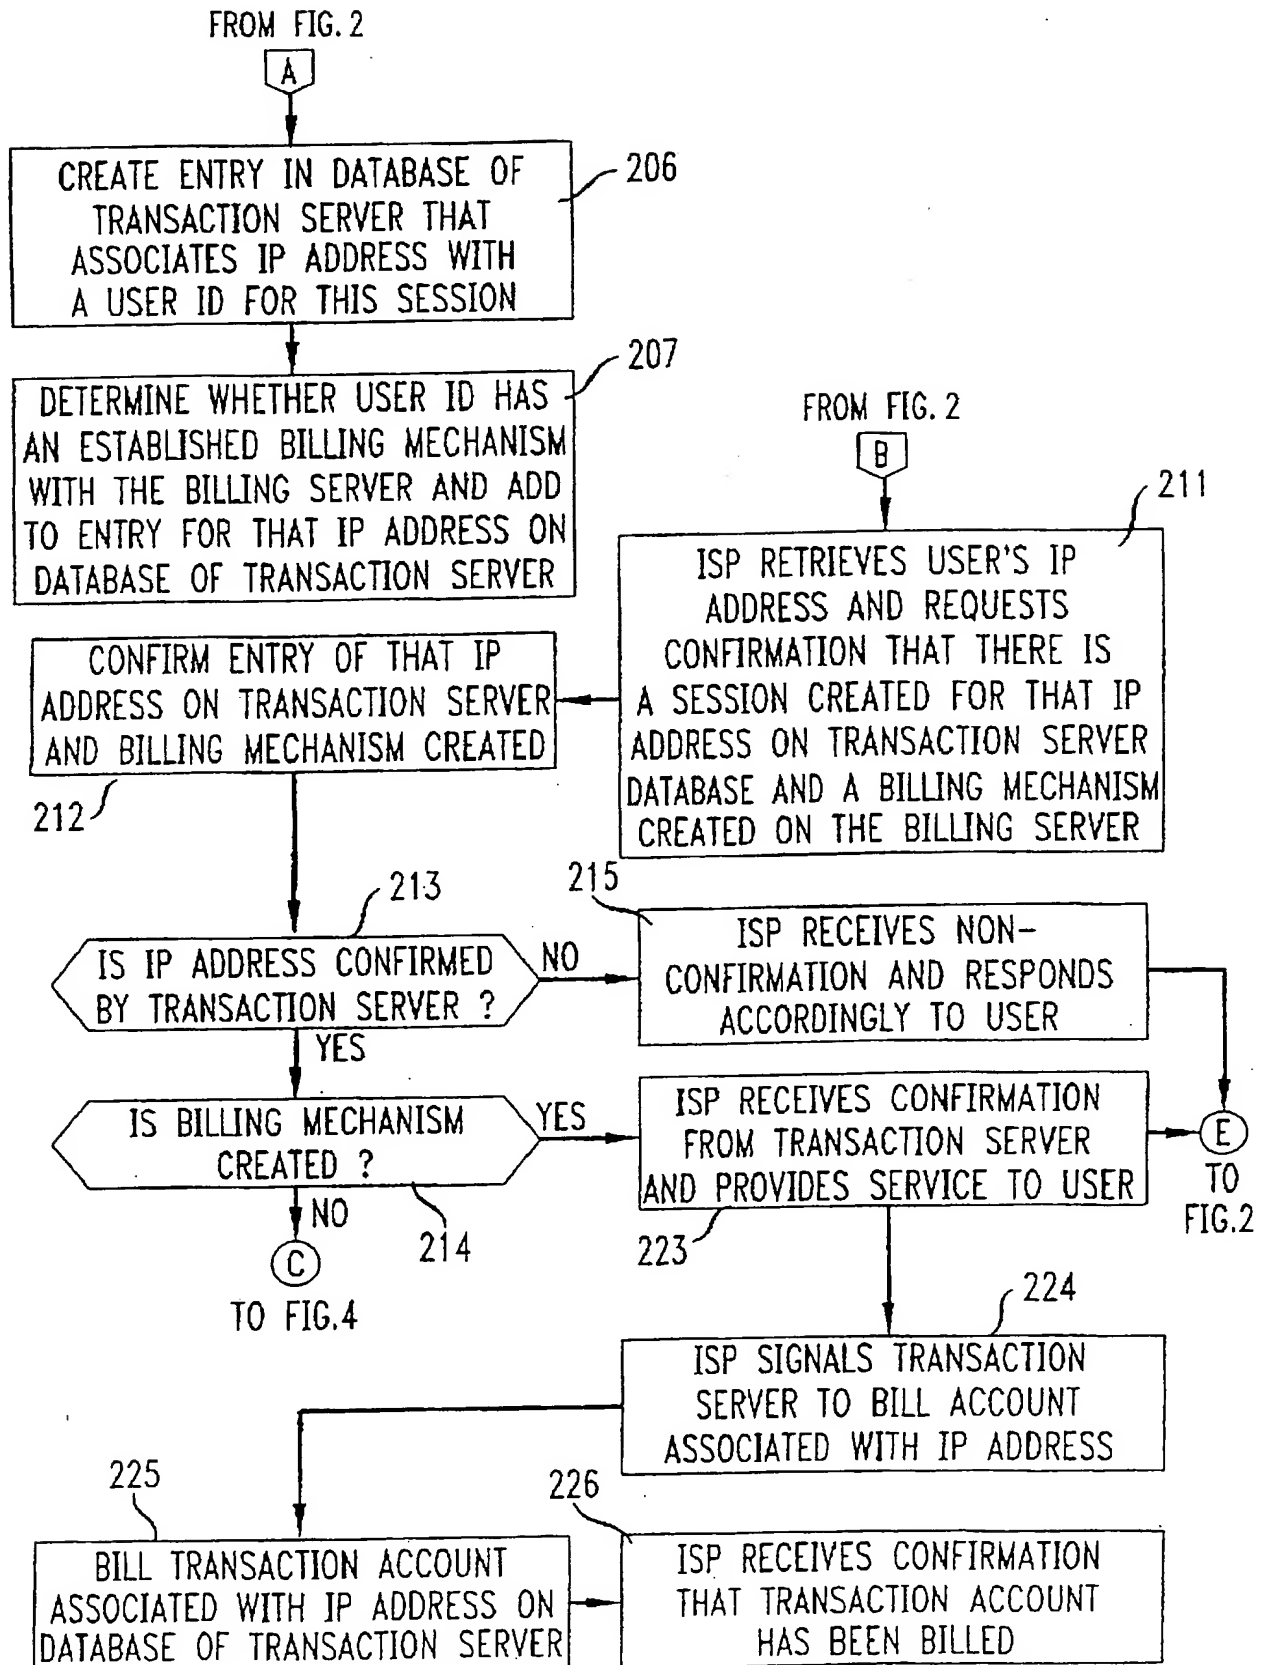 FROM FIG. 2
A
CREATE ENTRY IN DATABASE OF
TRANSACTION SERVER THAT
ASSOCIATES IP ADDRESS WITH
A USER ID FOR THIS SESSION
206
DETERMINE WHETHER USER ID HAS
AN ESTABLISHED BILLING MECHANISM
WITH THE BILLING SERVER AND ADD
TO ENTRY FOR THAT IP ADDRESS ON
DATABASE OF TRANSACTION SERVER
207
FROM FIG. 2
B
211
ISP RETRIEVES USER'S IP
ADDRESS AND REQUESTS
CONFIRMATION THAT THERE IS
A SESSION CREATED FOR THAT IP
ADDRESS ON TRANSACTION SERVER
DATABASE AND A BILLING MECHANISM
CREATED ON THE BILLING SERVER
CONFIRM ENTRY OF THAT IP
ADDRESS ON TRANSACTION SERVER
AND BILLING MECHANISM CREATED
212
213
IS IP ADDRESS CONFIRMED
BY TRANSACTION SERVER ?
NO
YES
215
ISP RECEIVES NON-
CONFIRMATION AND RESPONDS
ACCORDINGLY TO USER
IS BILLING MECHANISM
CREATED ?
YES
NO
214
C
TO FIG.4
ISP RECEIVES CONFIRMATION
FROM TRANSACTION SERVER
AND PROVIDES SERVICE TO USER
223
E
TO
FIG.2
224
ISP SIGNALS TRANSACTION
SERVER TO BILL ACCOUNT
ASSOCIATED WITH IP ADDRESS
225
BILL TRANSACTION ACCOUNT
ASSOCIATED WITH IP ADDRESS ON
DATABASE OF TRANSACTION SERVER
226
ISP RECEIVES CONFIRMATION
THAT TRANSACTION ACCOUNT
HAS BEEN BILLED